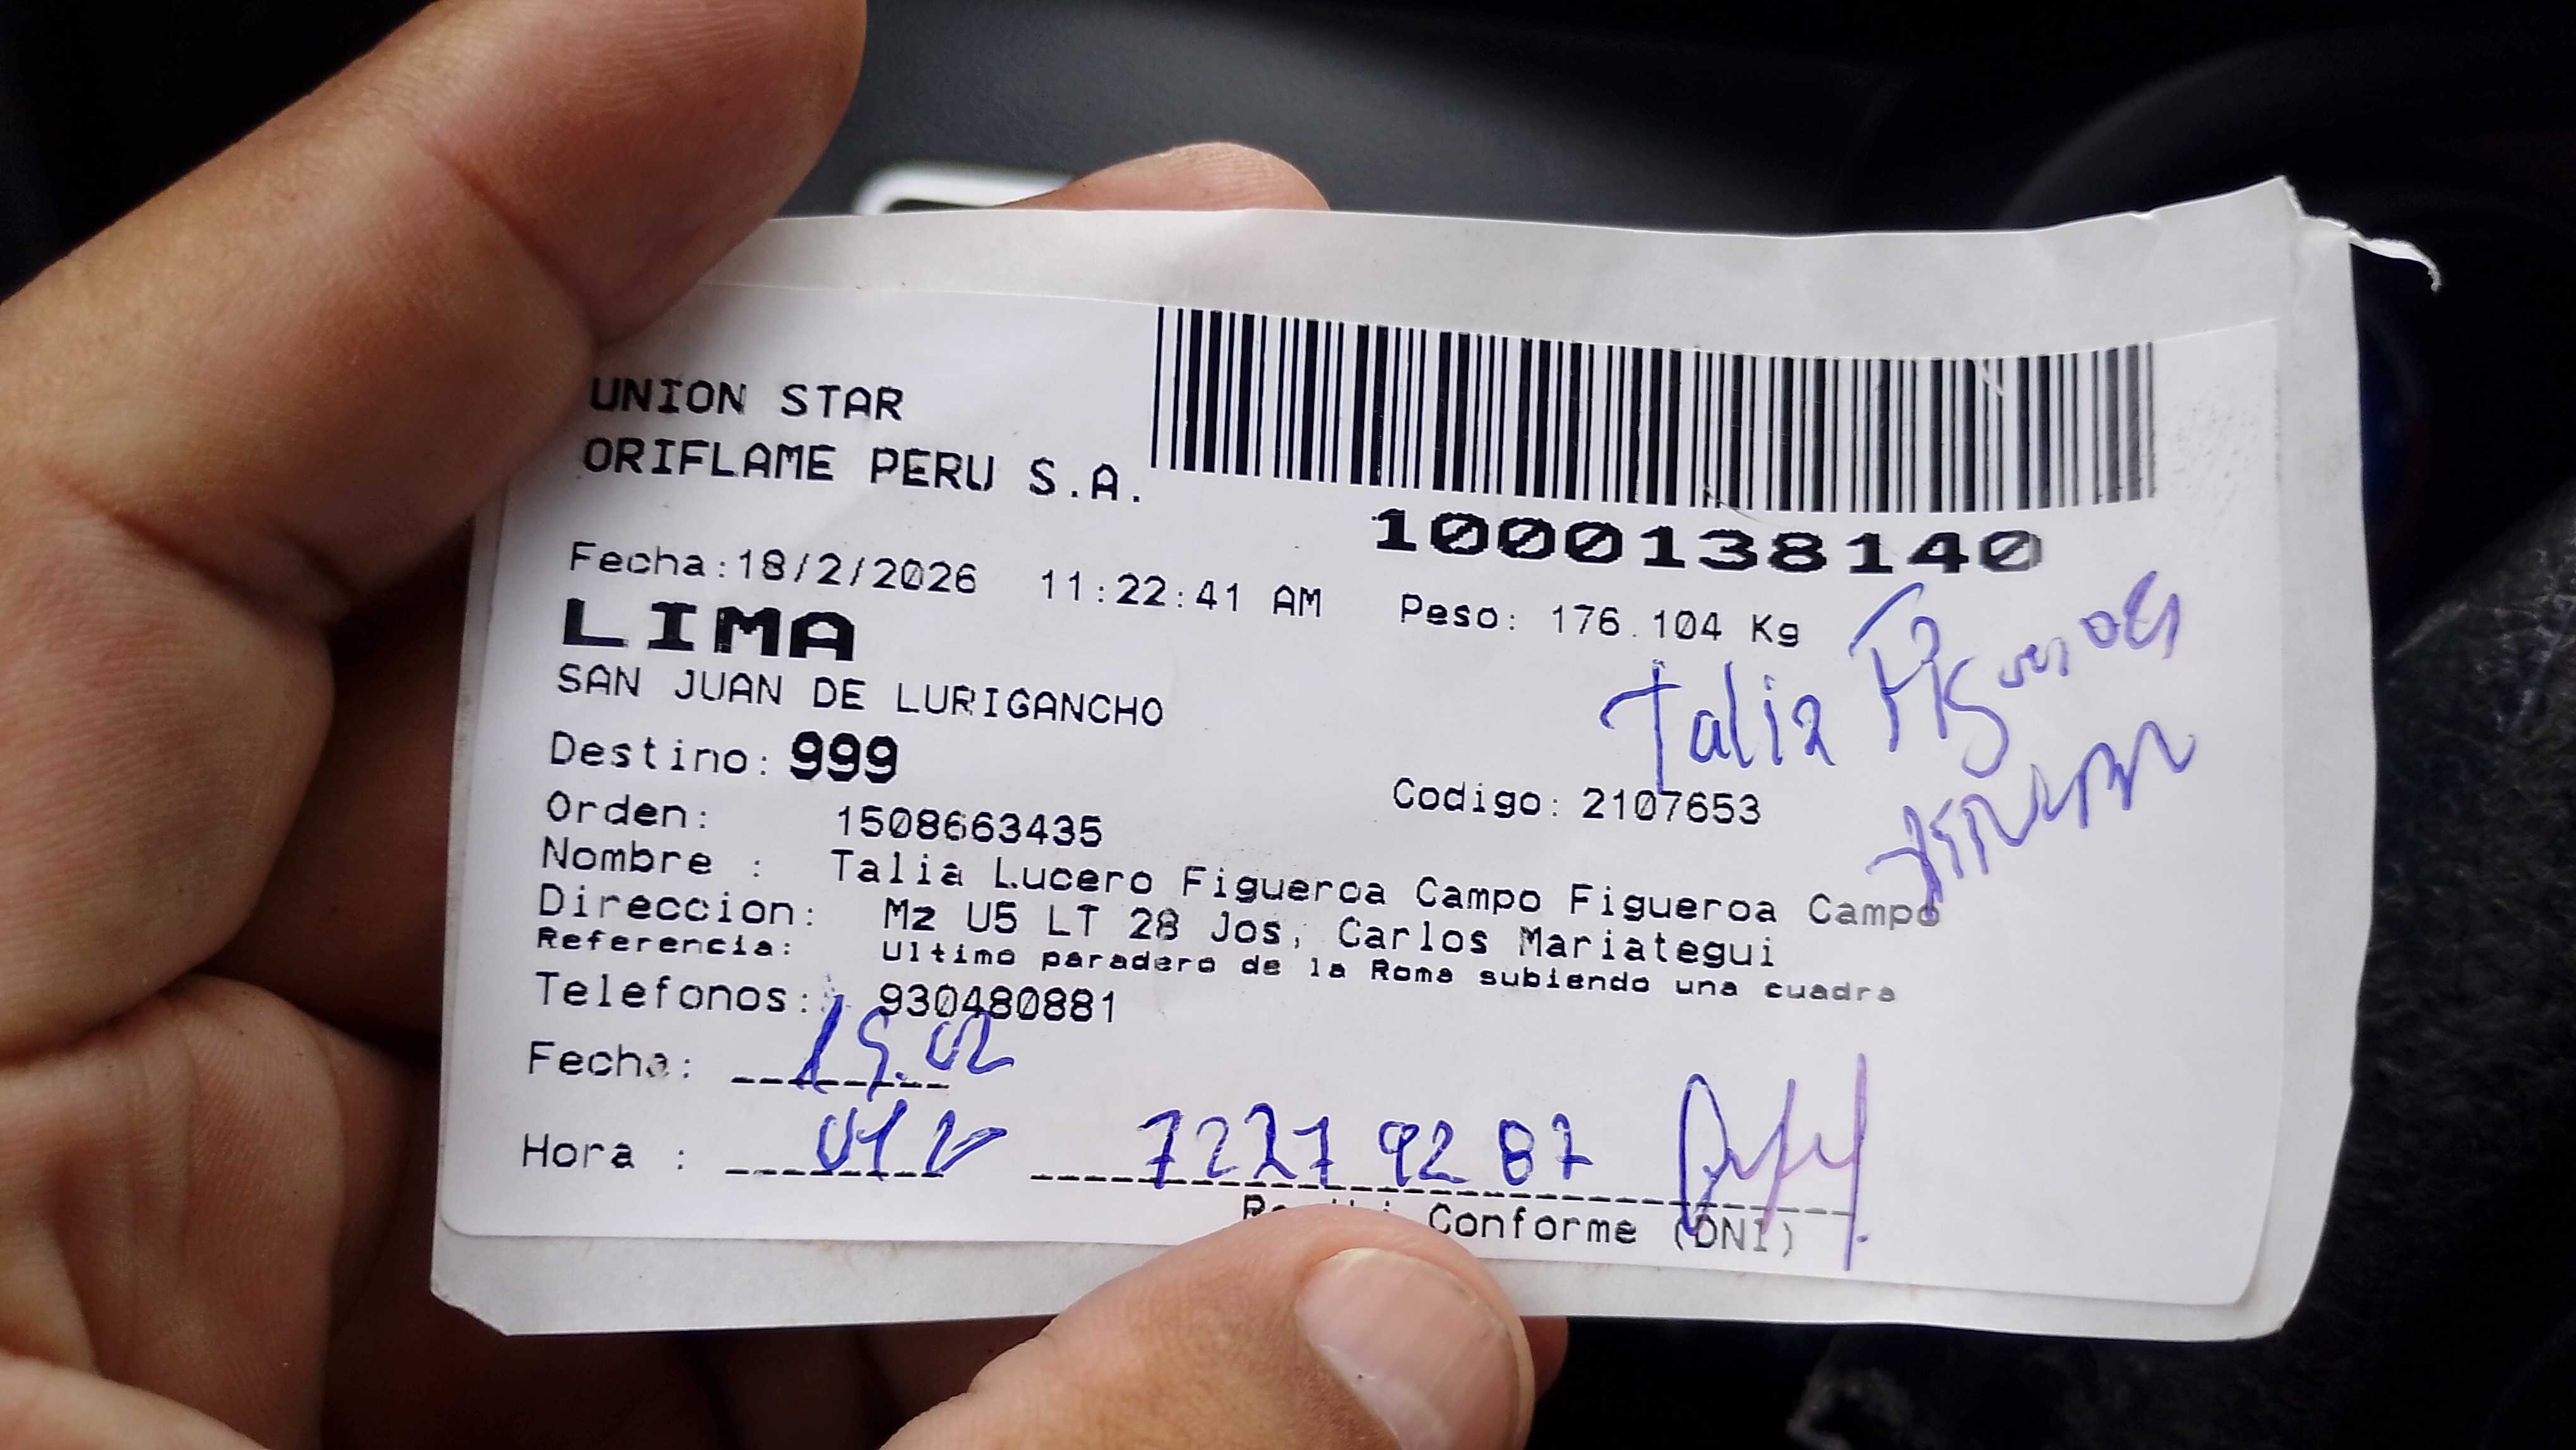 UNION STAR
ORIFLAME PERU S.A.
1000138140
Fecha:18/2/2026 11:22:41 AM Peso: 176.104 Kg
LIMA
SAN JUAN DE LURIGANCHO
Talia Figueroa
Destino: 999
Orden: 1508663435 Codigo: 2107653
Nombre : Talia Lucero Figueroa Campo Figueroa Campo
Direccion: Mz U5 LT 28 Jos, Carlos Mariategui
Referencia: Ultimo paradero de la Roma subiendo una cuadra
Telefonos: 930480881
Fecha:
Hora : 72279287
Conforme (DNI)